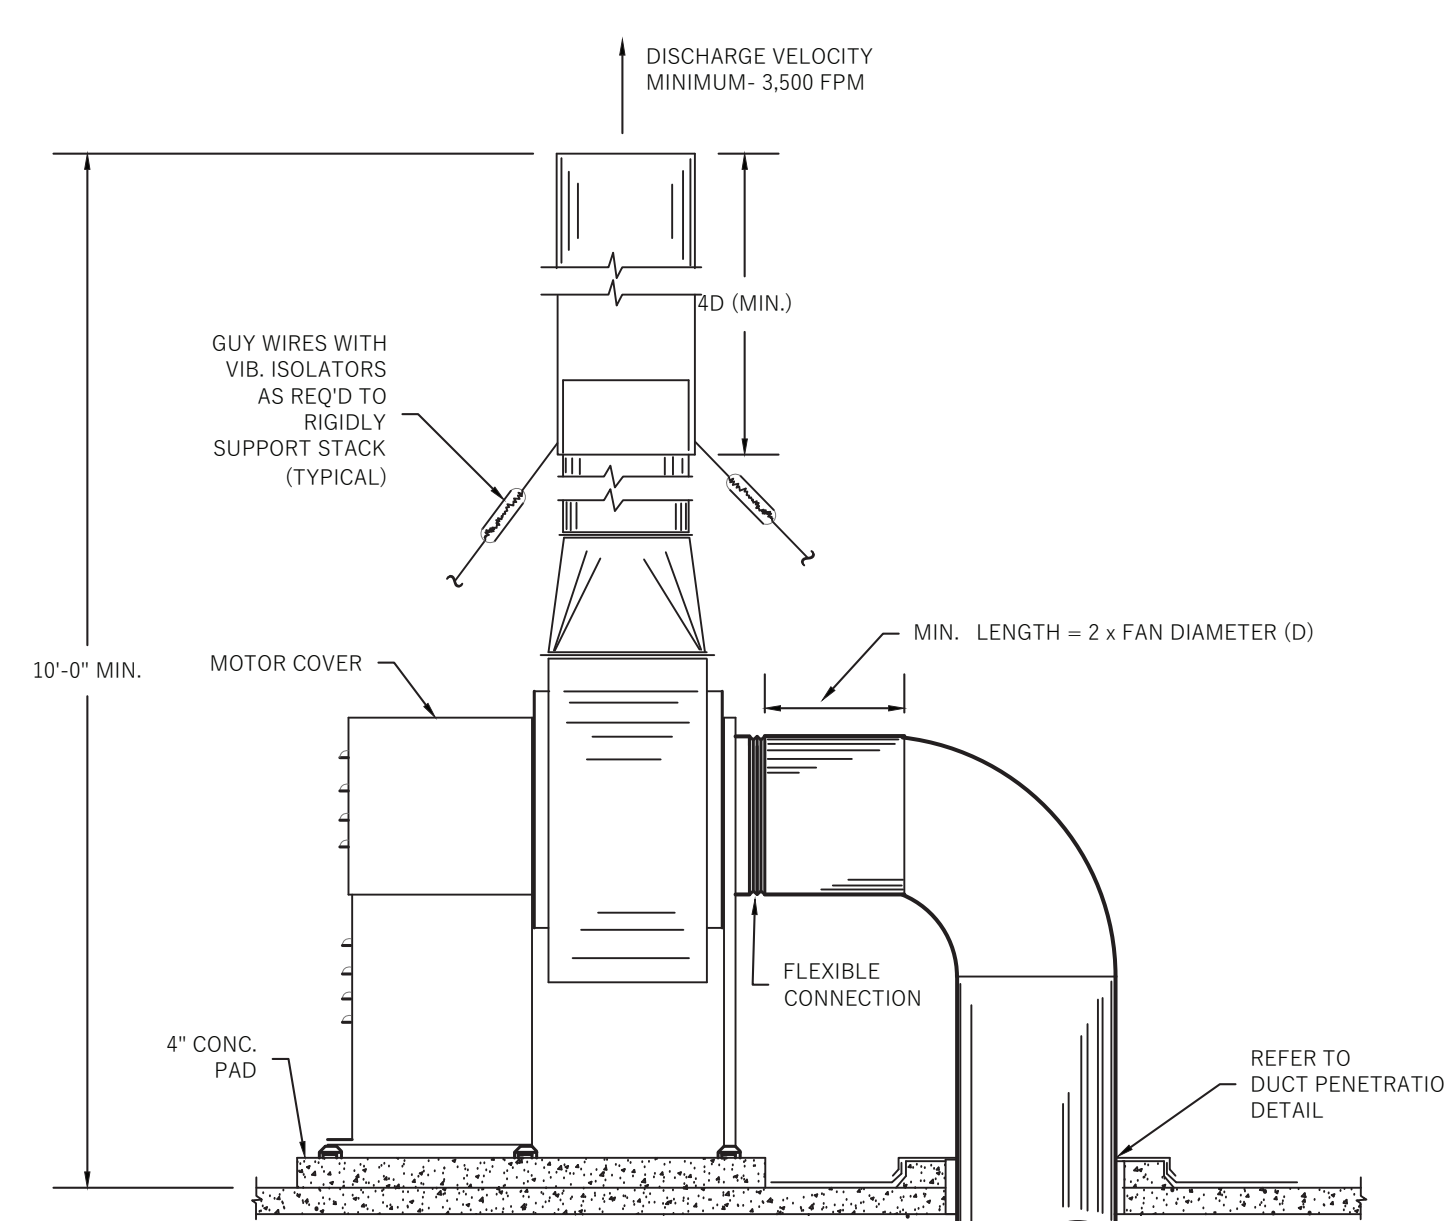 DISCHARGE VELOCITY
MINIMUM- 3,500 FPM
4D (MIN.)
GUY WIRES WITH
VIB. ISOLATORS
AS REQ'D TO
RIGIDLY
SUPPORT STACK
(TYPICAL)
MIN. LENGTH = 2 x FAN DIAMETER (D)
10'-0" MIN.
MOTOR COVER
FLEXIBLE
CONNECTION
4" CONC.
PAD
REFER TO
DUCT PENETRATIO
DETAIL